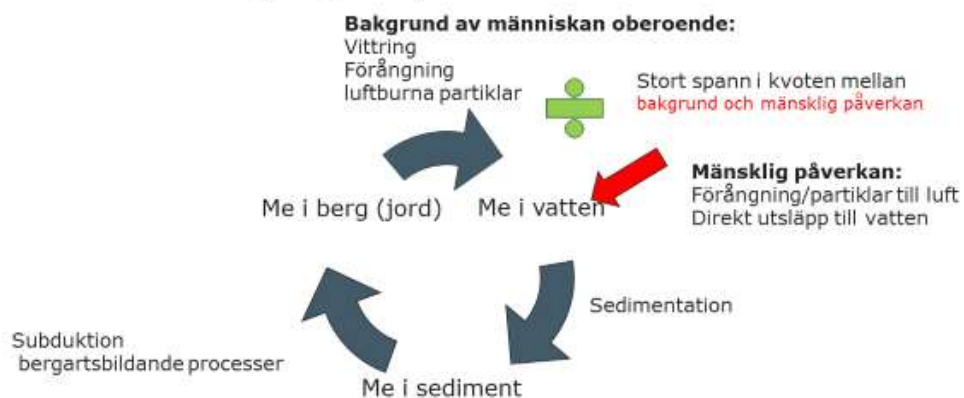 Bakgrund av människan oberoende:
Vittring
Förångning
luftburna partiklar
Stort spann i kvoten mellan
bakgrund och mänsklig påverkan
Mänsklig påverkan:
Förångning/partiklar till luft
Direkt utsläpp till vatten
Me i berg (jord)
Me i vatten
Sedimentation
Subduktion
bergartsbildande processer
Me i sediment